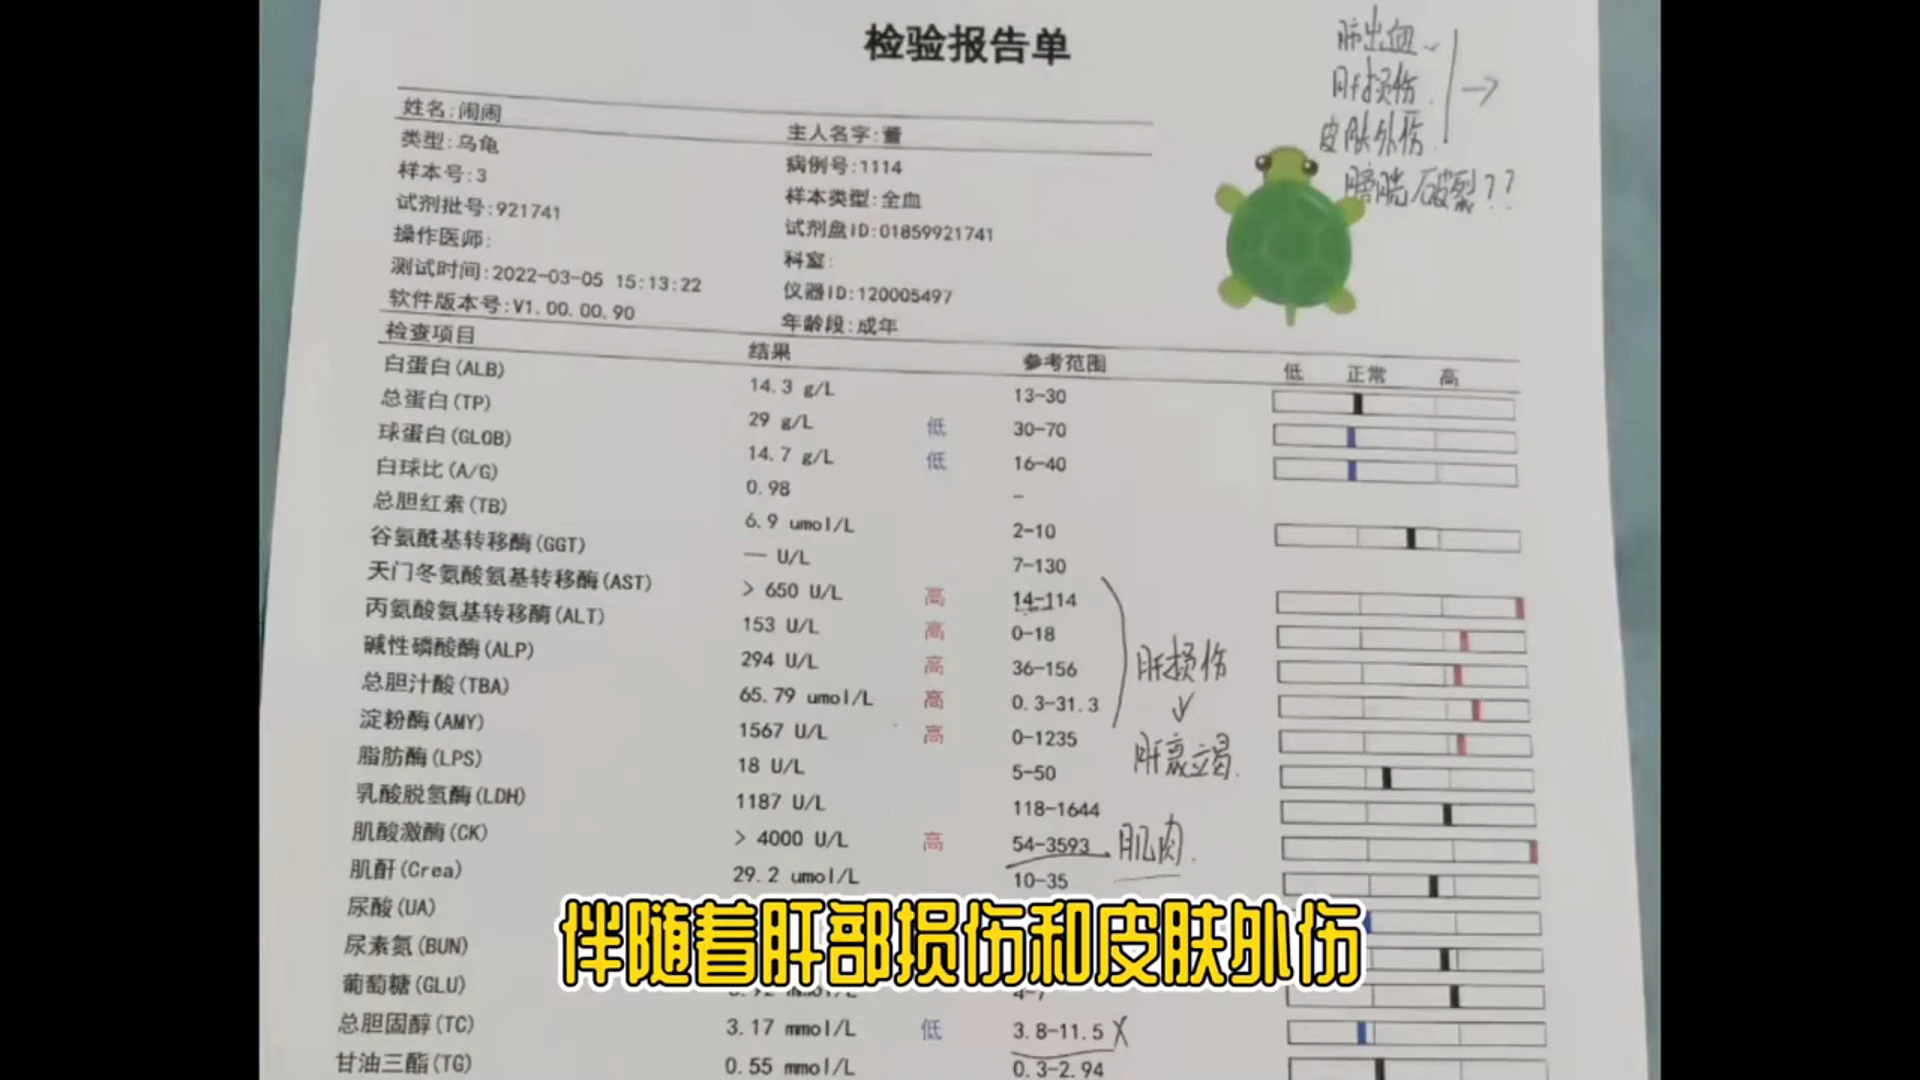 检验报告单
肺出血
肝损伤
皮肤外伤
膀胱破裂??
姓名:闹闹
主人名字:董
类型:乌龟
病例号:1114
样本号:3
样本类型:全血
试剂批号:921741
试剂盘ID:01859921741
操作医师:
科室:
测试时间:2022-03-05 15:13:22
仪器ID:120005497
软件版本号:V1.00.00.90
年龄段:成年
检查项目 结果 参考范围 低 正常 高
白蛋白(ALB) 14.3 g/L 13-30
总蛋白(TP) 29 g/L 低 30-70
球蛋白(GLOB) 14.7 g/L 低 16-40
白球比(A/G) 0.98 -
总胆红素(TB) 6.9 umol/L 2-10
谷氨酰基转移酶(GGT) — U/L 7-130
天门冬氨酸氨基转移酶(AST) > 650 U/L 高 14-114
丙氨酸氨基转移酶(ALT) 153 U/L 高 0-18
碱性磷酸酶(ALP) 294 U/L 高 36-156
肝损伤
总胆汁酸(TBA) 65.79 umol/L 高 0.3-31.3
淀粉酶(AMY) 1567 U/L 高 0-1235
肝衰竭.
脂肪酶(LPS) 18 U/L 5-50
乳酸脱氢酶(LDH) 1187 U/L 118-1644
肌酸激酶(CK) > 4000 U/L 高 54-3593 肌肉.
肌酐(Crea) 29.2 umol/L 10-35
尿酸(UA)
尿素氮(BUN)
伴随着肝部损伤和皮肤外伤
葡萄糖(GLU)
总胆固醇(TC) 3.17 mmol/L 低 3.8-11.5 X
甘油三酯(TG) 0.55 mmol/L 0.3-2.94